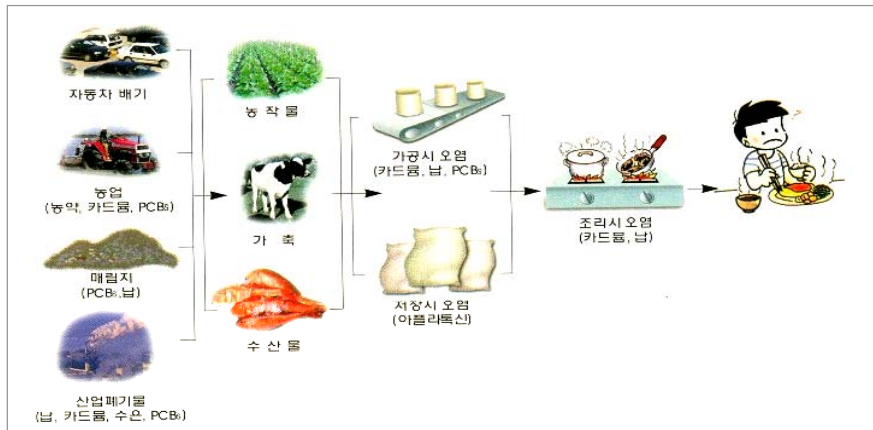 자동차 배기
농업
(농약, 카드뮴, PCBs)
매립지
(PCBs, 납)
산업폐기물
(납, 카드뮴, 수은, PCBs)
농 작 물
가 축
수 산 물
가공시 오염
(카드뮴, 납, PCBs)
저장시 오염
(아플라톡신)
조리시 오염
(카드뮴, 납)